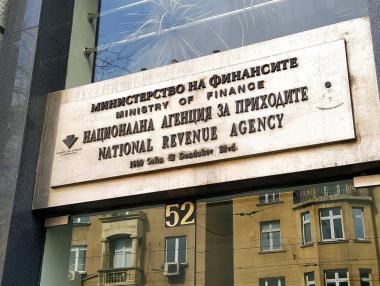 МИНИСТЕРСТВО НА ФИНАНСИТЕ
MINISTRY OF FINANCE
НАЦИОНАЛНА АГЕНЦИЯ ЗА ПРИХОДИТЕ
NATIONAL REVENUE AGENCY
1000 Sofia 52 Dondukov Blvd.
52